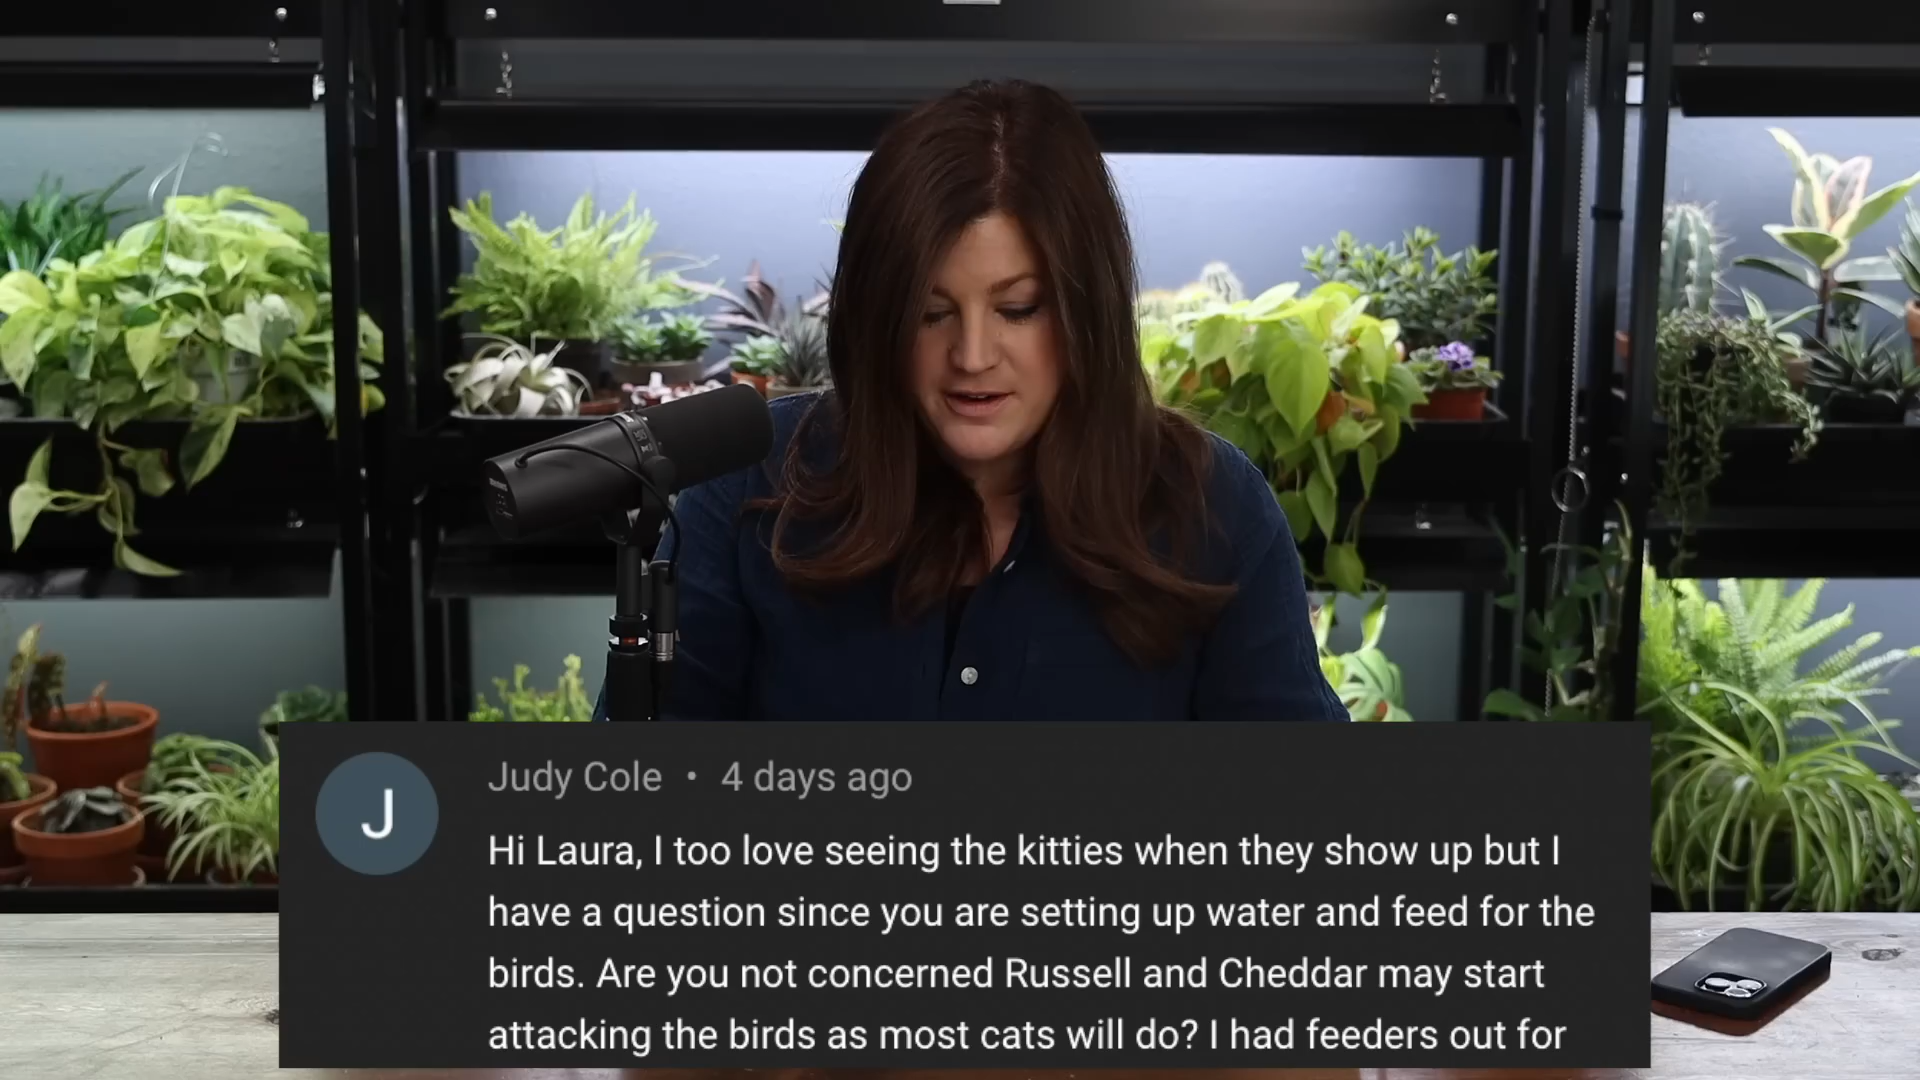 J
Judy Cole • 4 days ago
Hi Laura, I too love seeing the kitties when they show up but I
have a question since you are setting up water and feed for the
birds. Are you not concerned Russell and Cheddar may start
attacking the birds as most cats will do? I had feeders out for